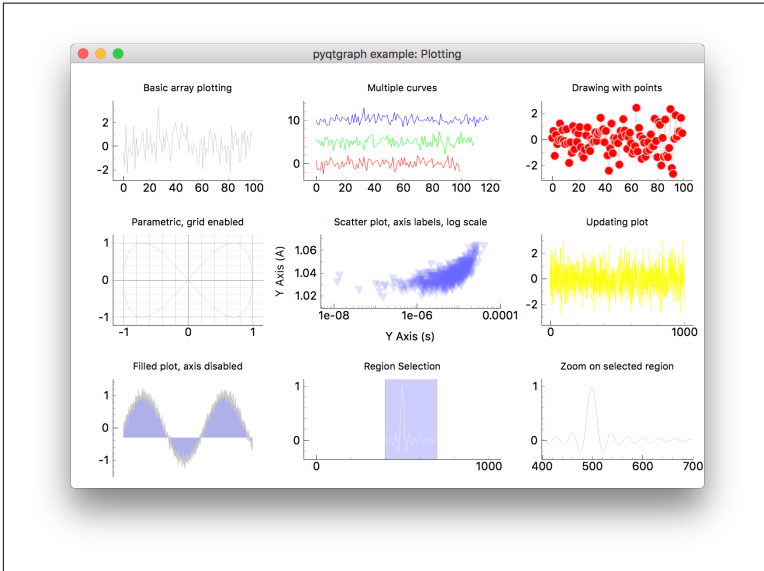 pyqtgraph example: Plotting
Basic array plotting
2
0
-2
0 20 40 60 80 100
Multiple curves
10
0
0 20 40 60 80 100 120
Drawing with points
2
0
-2
0 20 40 60 80 100
Parametric, grid enabled
1
0
-1
-1 0 1
Scatter plot, axis labels, log scale
Y Axis (A)
1.06
1.04
1.02
1e-08 1e-06 0.0001
Y Axis (s)
Updating plot
2
0
-2
0 1000
Filled plot, axis disabled
1
0
-1
Region Selection
1
0
0 1000
Zoom on selected region
1
0
400 500 600 700